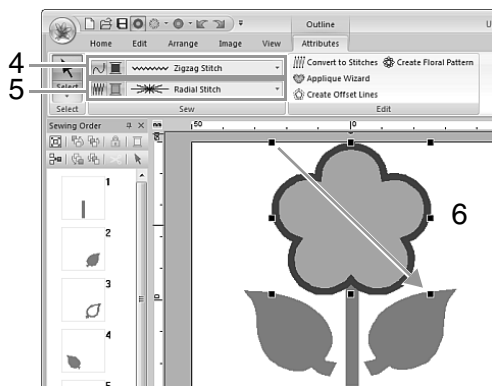 Outline
U
Home Edit Arrange Image View Attributes
4
Zigzag Stitch
Convert to Stitches Create Floral Pattern
5
Select
Radial Stitch
Applique Wizard
Create Offset Lines
Select Sew Edit
Sewing Order
50 0
1
2
3
4
6